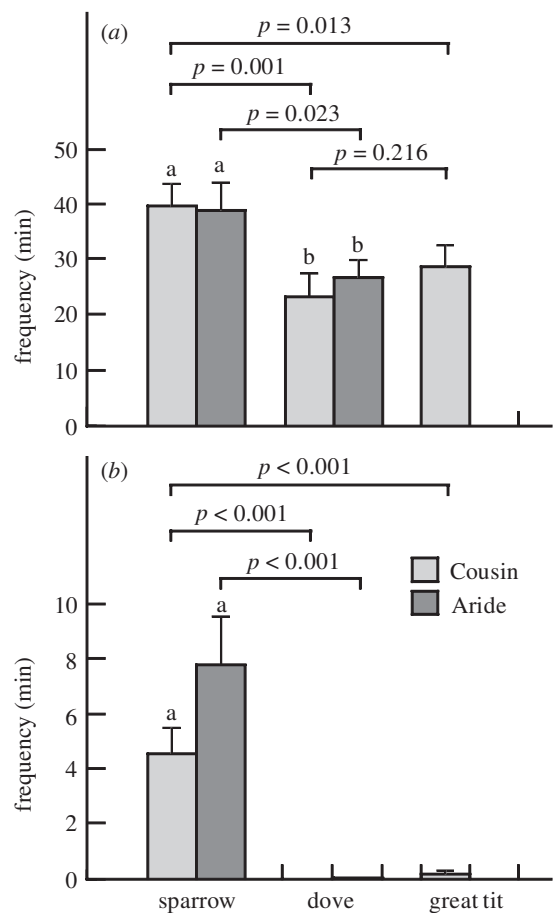 (a)
p = 0.013
p = 0.001
p = 0.023
p = 0.216
50
40
30
20
10
0
frequency (min)
a a
b b
(b)
p < 0.001
p < 0.001
p < 0.001
Cousin
Aride
10
8
6
4
2
0
frequency (min)
a
a
sparrow dove great tit